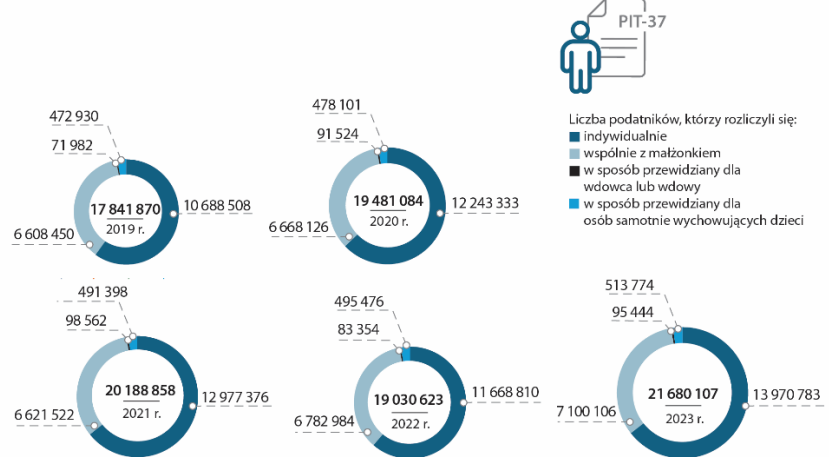 PIT-37
Liczba podatników, którzy rozliczyli się:
indywidualnie
wspólnie z małżonkiem
w sposób przewidziany dla
wdowca lub wdowy
w sposób przewidziany dla
osób samotnie wychowujących dzieci
472 930
71 982
17 841 870
2019 r.
10 688 508
6 608 450
478 101
91 524
19 481 084
2020 r.
12 243 333
6 668 126
491 398
98 562
20 188 858
2021 r.
12 977 376
6 621 522
495 476
83 354
19 030 623
2022 r.
11 668 810
6 782 984
513 774
95 444
21 680 107
2023 r.
13 970 783
7 100 106